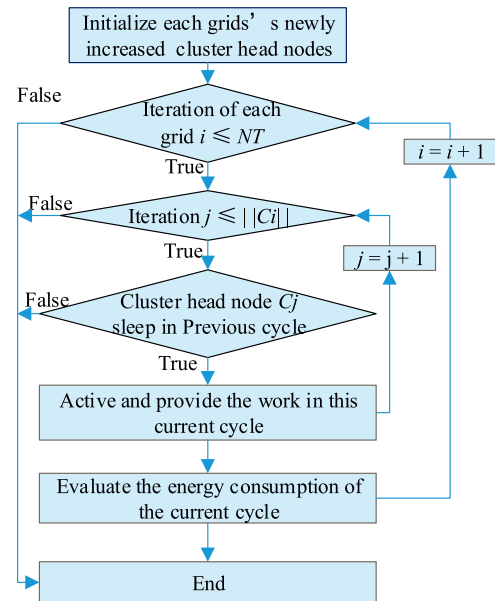 Initialize each grids’ s newly
increased cluster head nodes
False
Iteration of each
grid i ≤ NT
i = i + 1
True
False
Iteration j ≤ ||Ci||
True
j = j + 1
False
Cluster head node Cj
sleep in Previous cycle
True
Active and provide the work in this
current cycle
Evaluate the energy consumption of
the current cycle
End